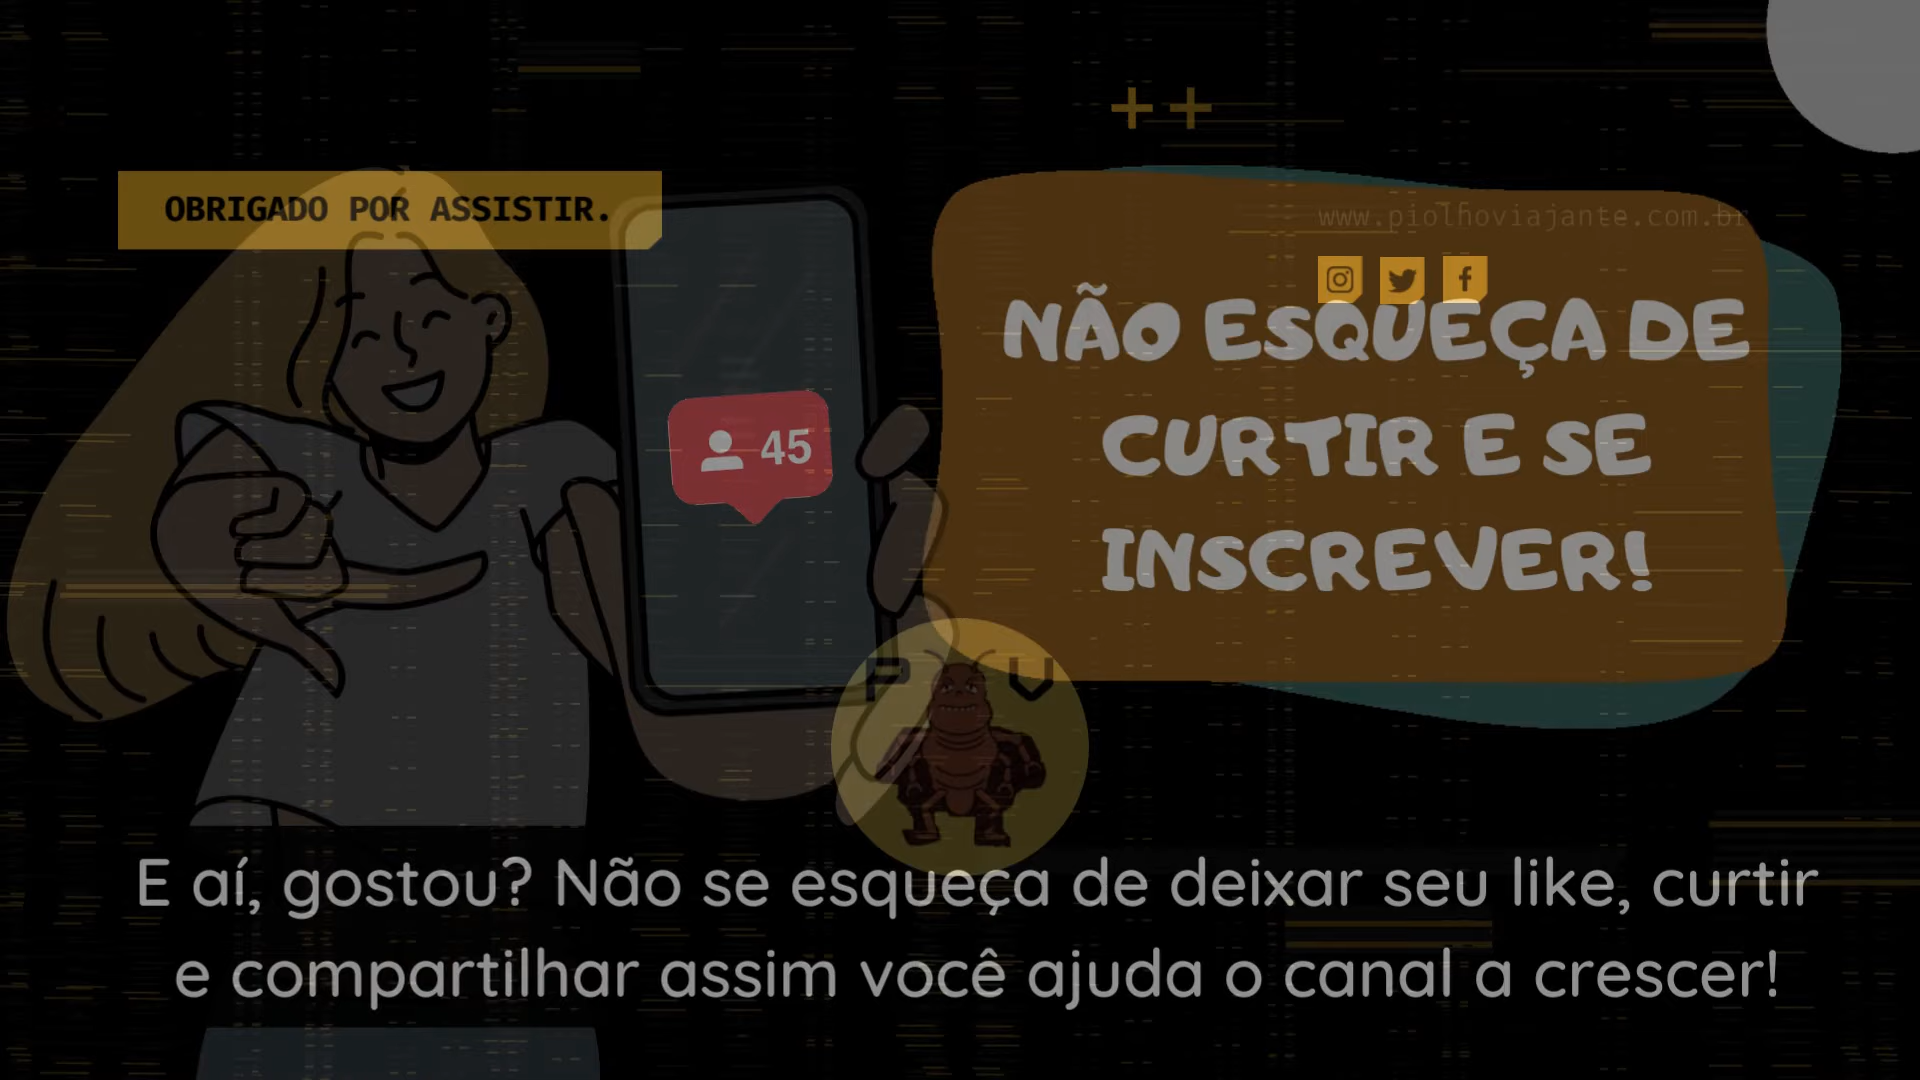 OBRIGADO POR ASSISTIR.
www.piolhoviajante.com.br
NÃO ESQUEÇA DE
CURTIR E SE
INSCREVER!
45
P V
E aí, gostou? Não se esqueça de deixar seu like, curtir
e compartilhar assim você ajuda o canal a crescer!